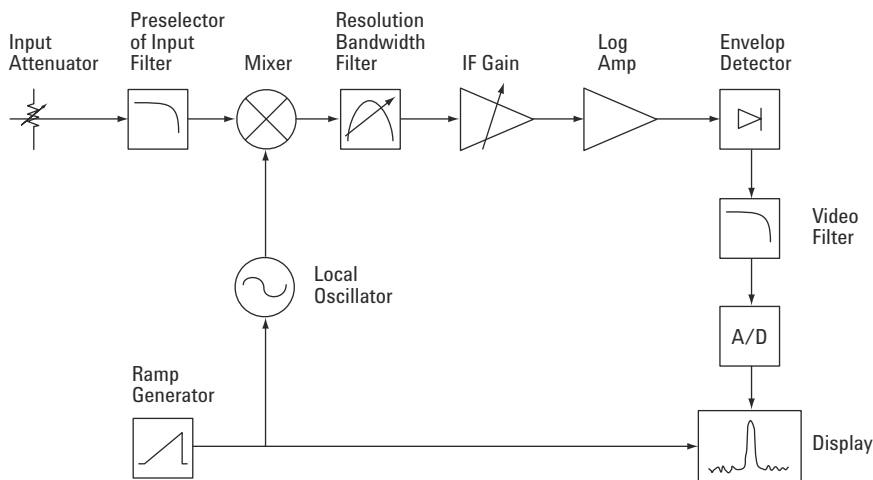 Input
Attenuator
Preselector
of Input
Filter
Mixer
Resolution
Bandwidth
Filter
IF Gain
Log
Amp
Envelop
Detector
Video
Filter
Local
Oscillator
A/D
Ramp
Generator
Display